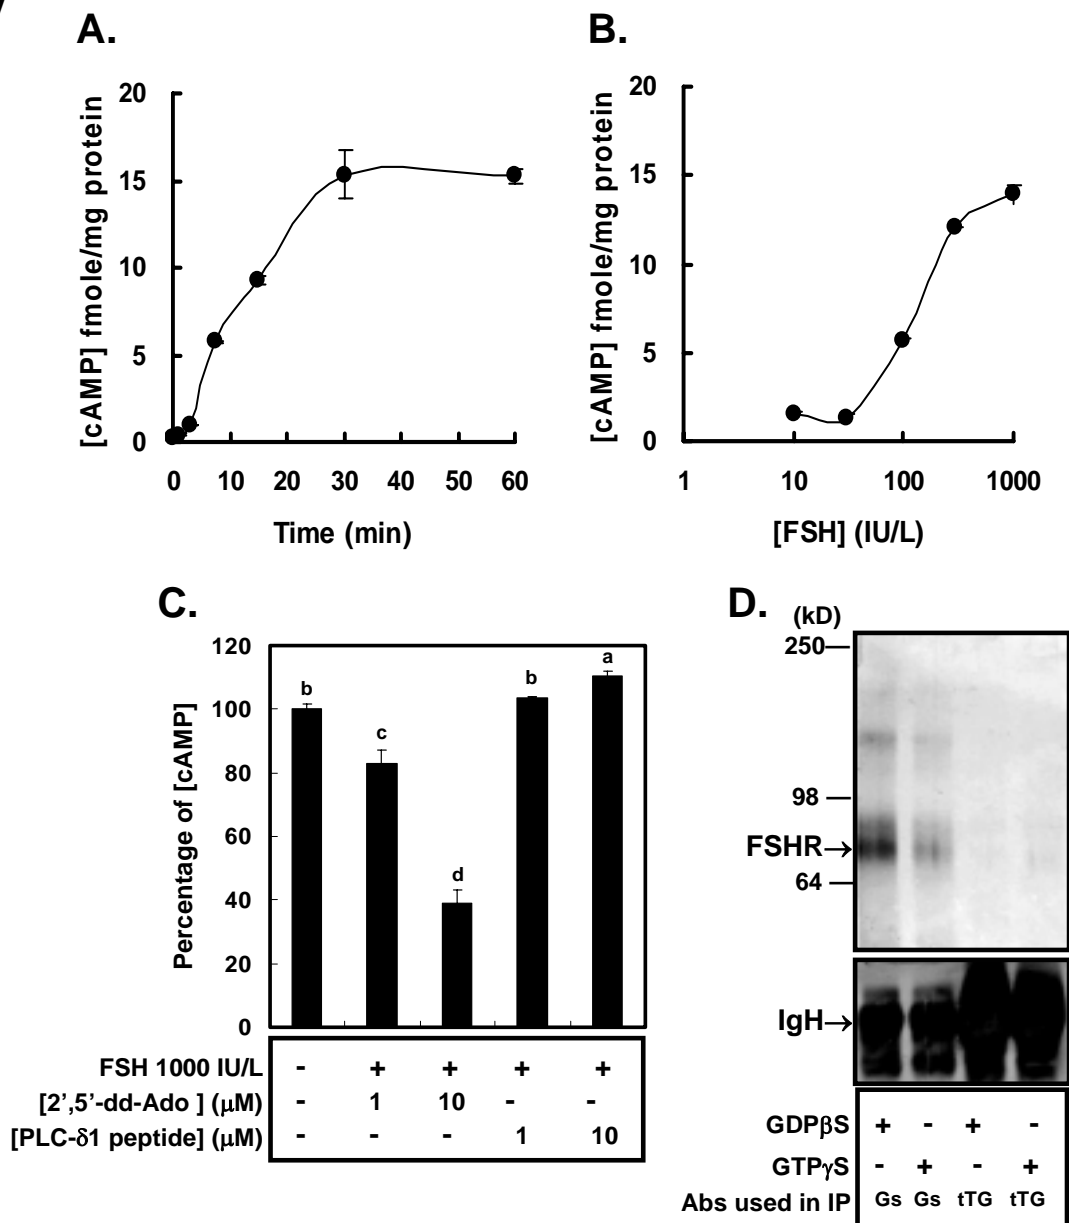 A.
[cAMP] fmole/mg protein
20
15
10
5
0
0 10 20 30 40 50 60
Time (min)
B.
[cAMP] fmole/mg protein
20
15
10
5
0
1 10 100 1000
[FSH] (IU/L)
C.
Percentage of [cAMP]
120
100
80
60
40
20
0
b c d b a
FSH 1000 IU/L - + + + +
[2',5'-dd-Ado ] (μM) - 1 10 - -
[PLC-δ1 peptide] (μM) - - - 1 10
D.
(kD)
250
98
FSHR→
64
IgH→
GDPβS + - + -
GTPγS - + - +
Abs used in IP Gs Gs tTG tTG